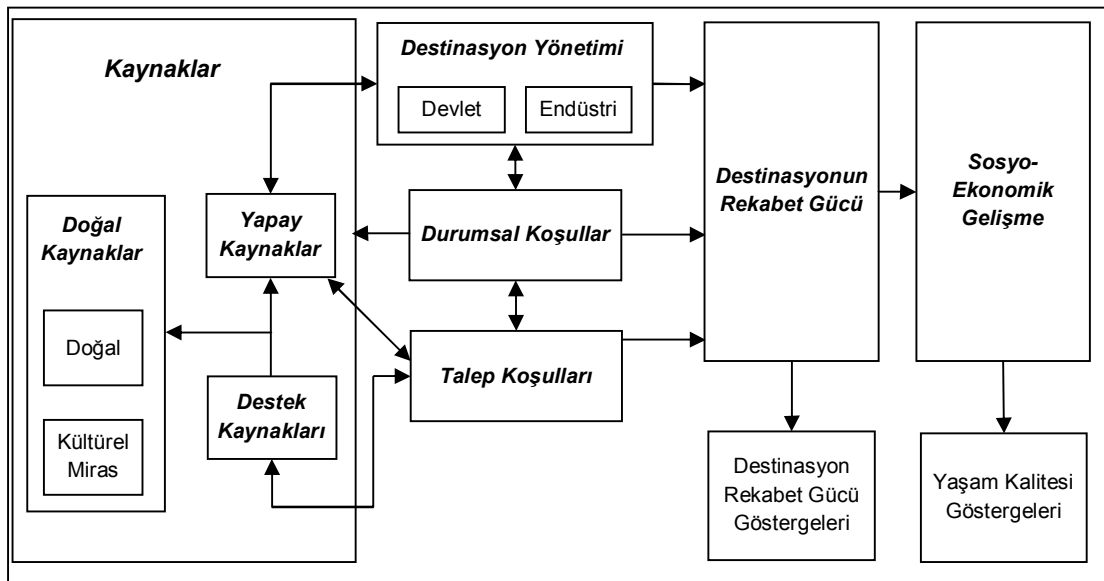 Kaynaklar
Doğal
Kaynaklar
Doğal
Kültürel
Miras
Yapay
Kaynaklar
Destek
Kaynakları
Destinasyon Yönetimi
Devlet
Endüstri
Durumsal Koşullar
Talep Koşulları
Destinasyonun
Rekabet Gücü
Destinasyon
Rekabet Gücü
Göstergeleri
Sosyo-
Ekonomik
Gelişme
Yaşam Kalitesi
Göstergeleri